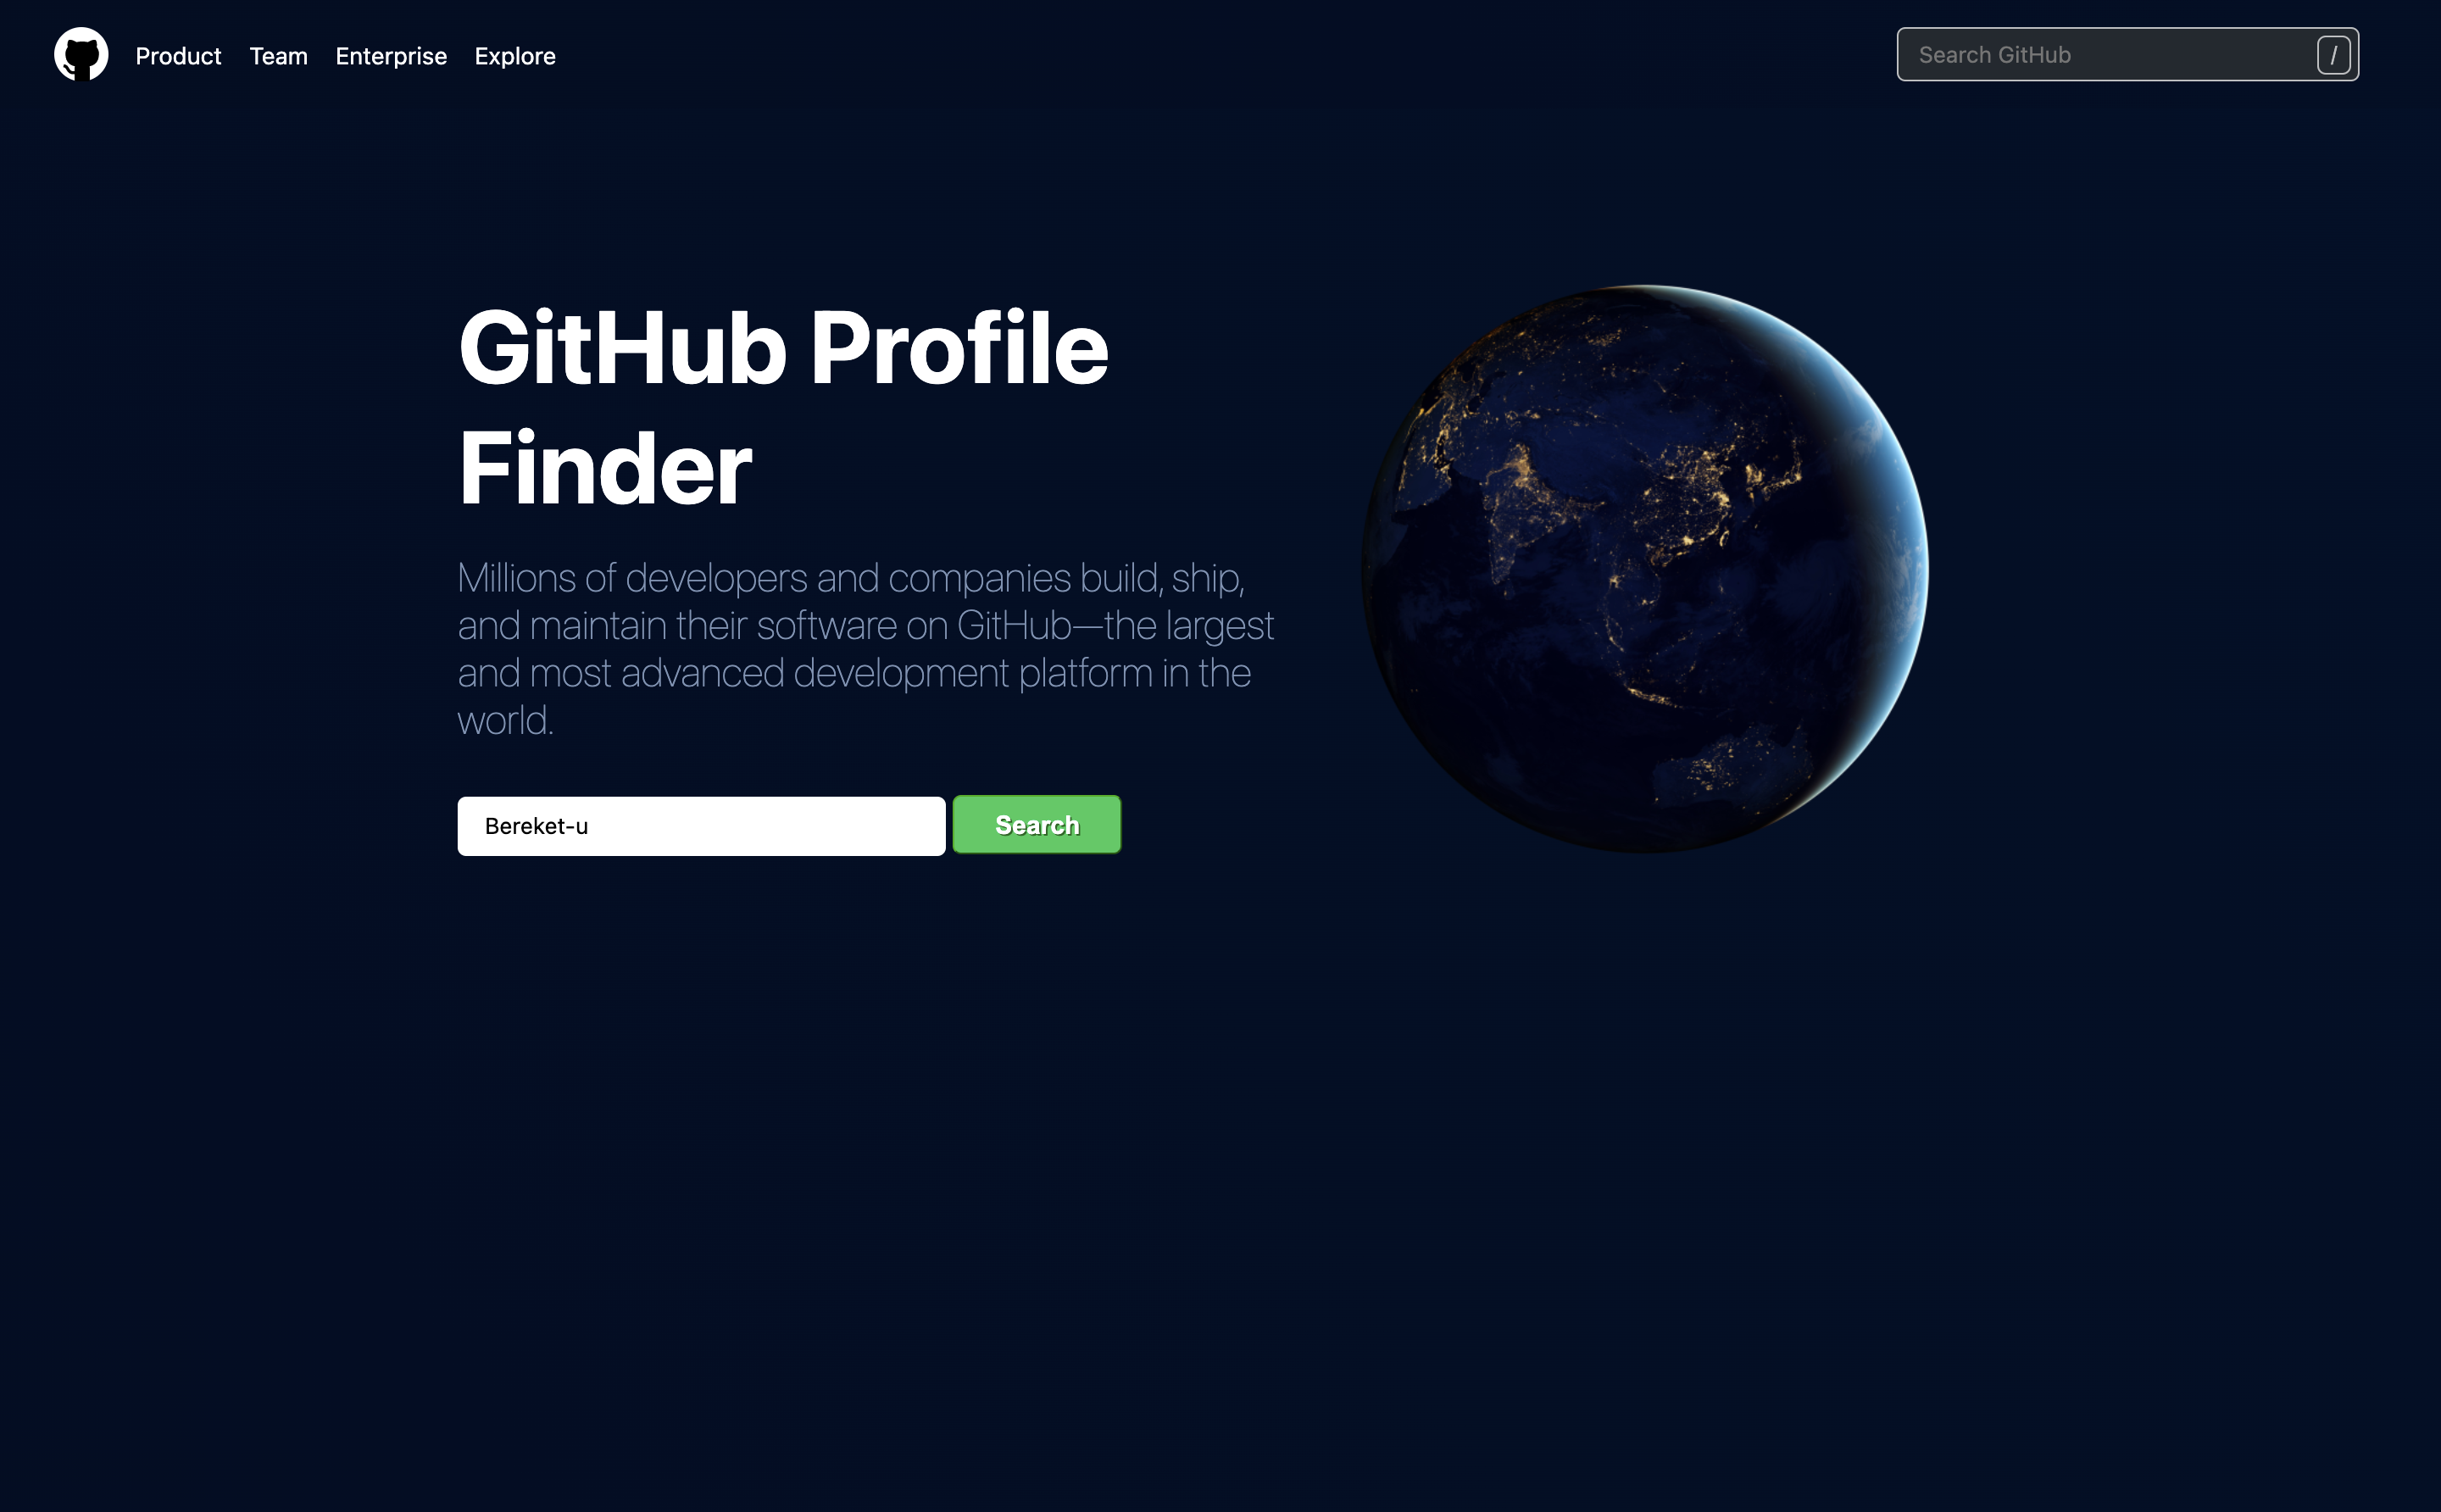 Product Team Enterprise Explore
Search GitHub /
GitHub Profile
Finder
Millions of developers and companies build, ship,
and maintain their software on GitHub—the largest
and most advanced development platform in the
world.
Bereket-u
Search